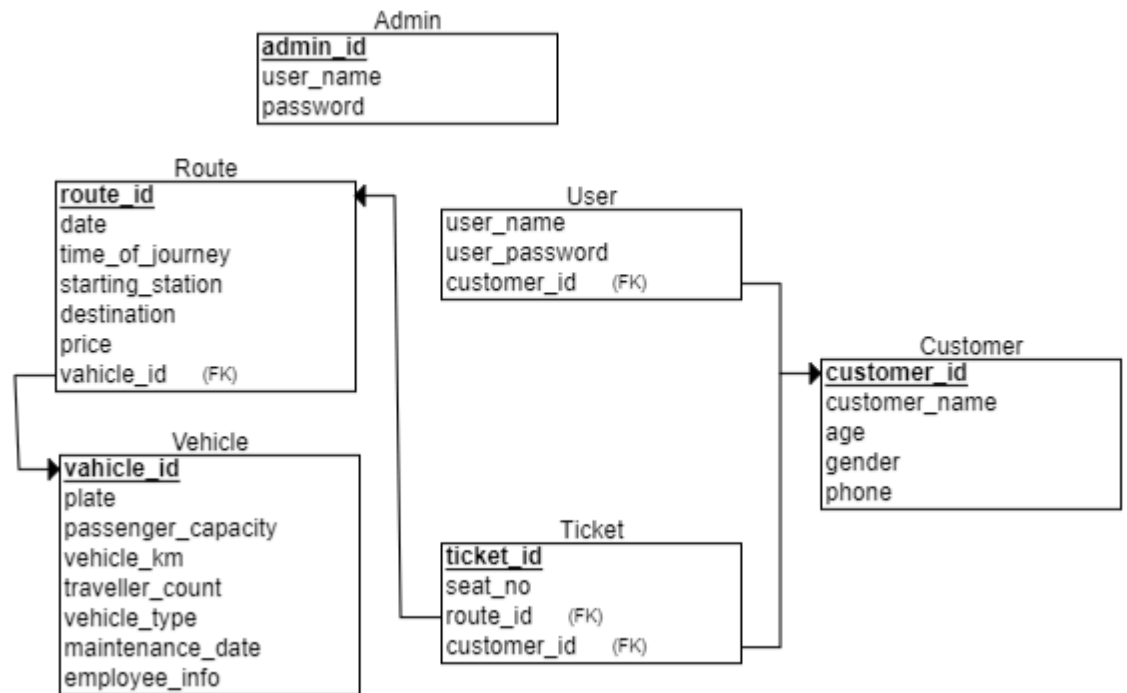 Admin
admin_id
user_name
password
Route
route_id
date
time_of_journey
starting_station
destination
price
vahicle_id (FK)
User
user_name
user_password
customer_id (FK)
Customer
customer_id
customer_name
age
gender
phone
Vehicle
vahicle_id
plate
passenger_capacity
vehicle_km
traveller_count
vehicle_type
maintenance_date
employee_info
Ticket
ticket_id
seat_no
route_id (FK)
customer_id (FK)